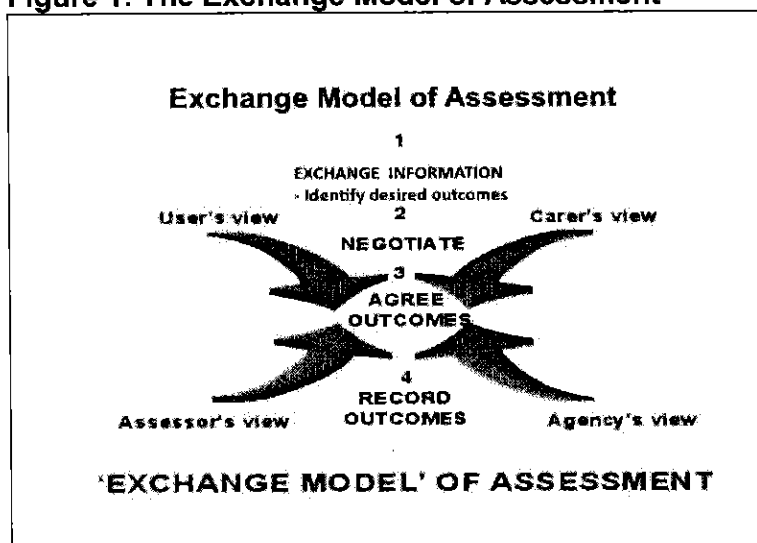 Figure 1: The Exchange Model of Assessment
Exchange Model of Assessment
1
EXCHANGE INFORMATION
- Identify desired outcomes
User's view
2
Carer's view
NEGOTIATE
3
AGREE
OUTCOMES
4
RECORD
OUTCOMES
Assessor's view
Agency's view
'EXCHANGE MODEL' OF ASSESSMENT